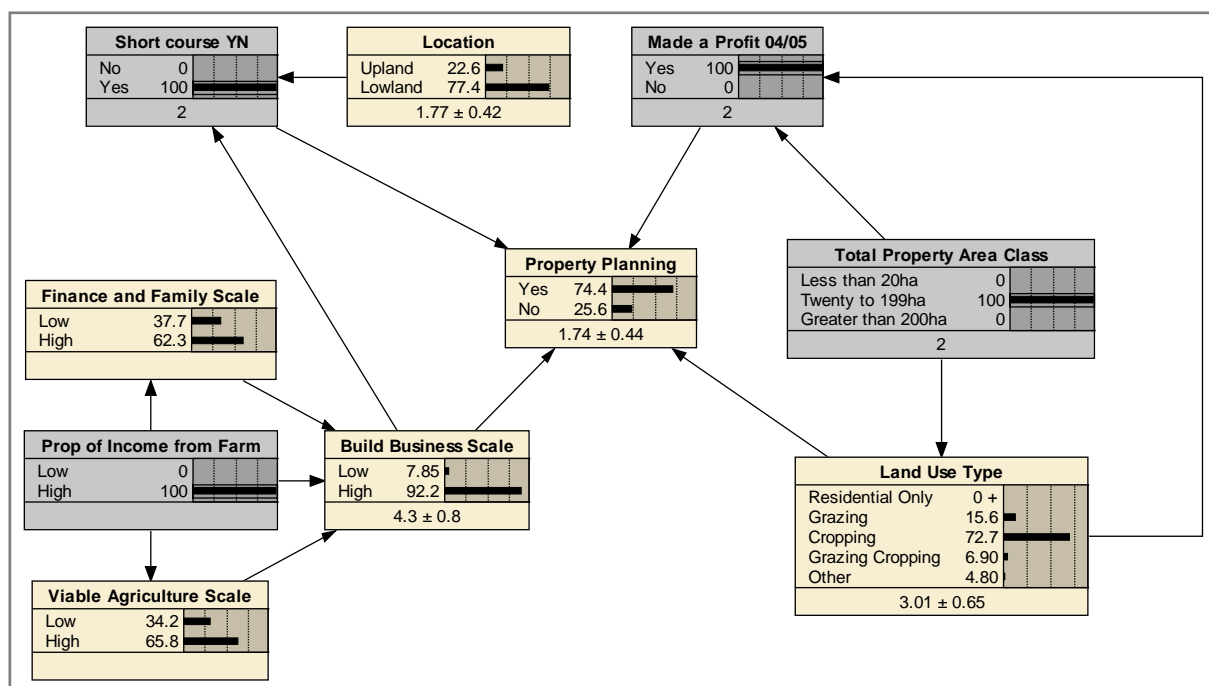 Short course YN
No 0
Yes 100
2
Location
Upland 22.6
Lowland 77.4
1.77 ± 0.42
Made a Profit 04/05
Yes 100
No 0
2
Property Planning
Yes 74.4
No 25.6
1.74 ± 0.44
Total Property Area Class
Less than 20ha 0
Twenty to 199ha 100
Greater than 200ha 0
2
Finance and Family Scale
Low 37.7
High 62.3
Prop of Income from Farm
Low 0
High 100
Build Business Scale
Low 7.85
High 92.2
4.3 ± 0.8
Land Use Type
Residential Only 0 +
Grazing 15.6
Cropping 72.7
Grazing Cropping 6.90
Other 4.80
3.01 ± 0.65
Viable Agriculture Scale
Low 34.2
High 65.8